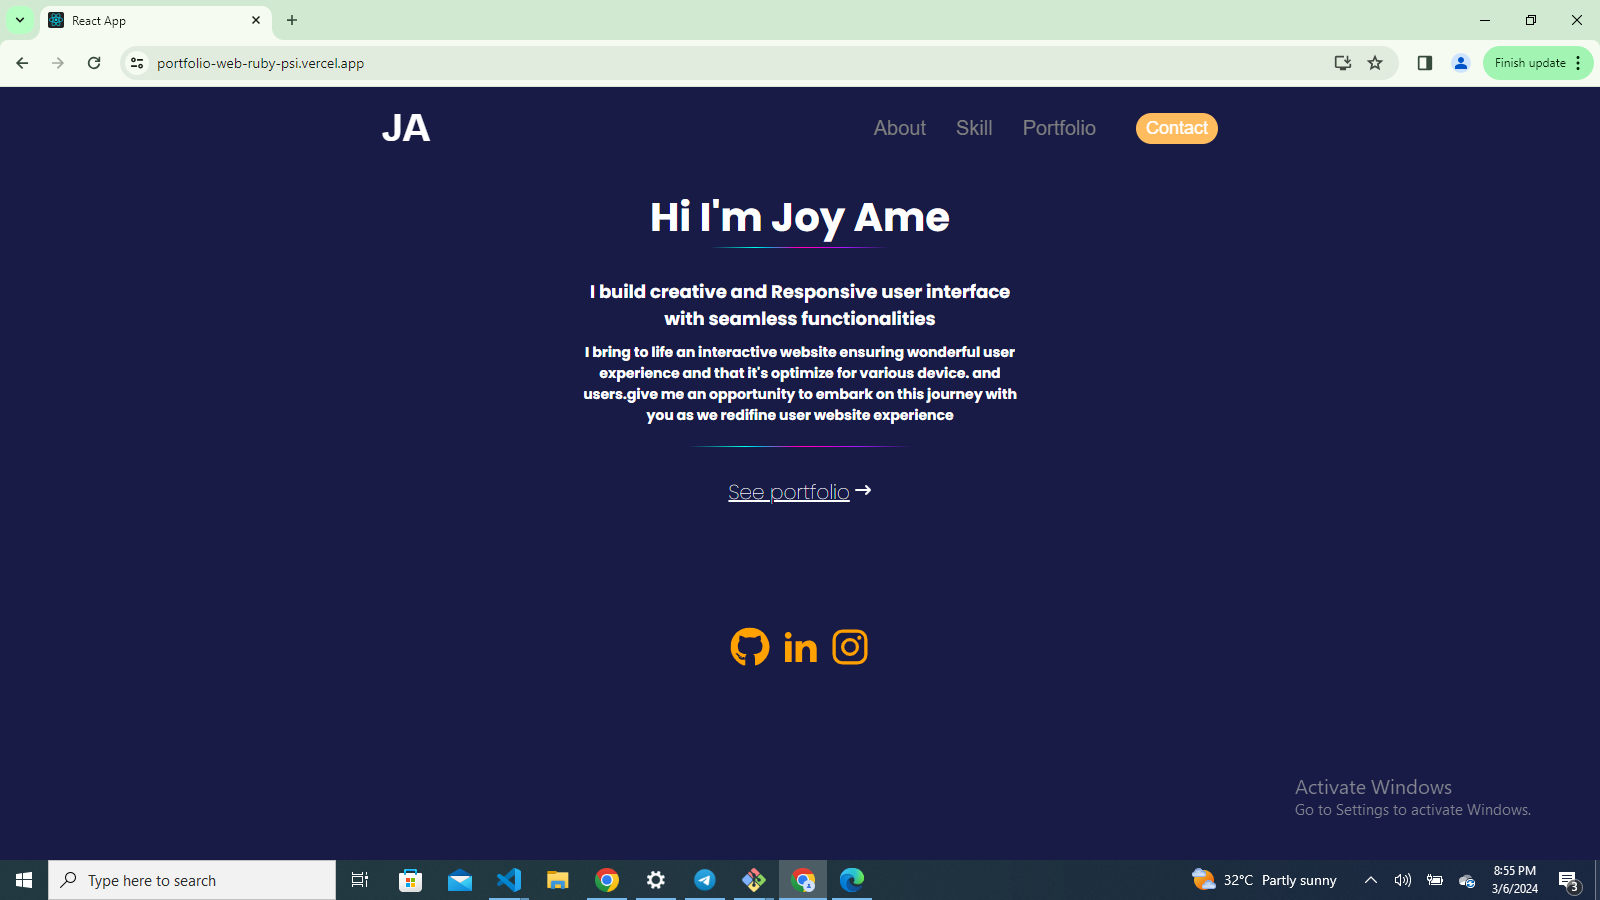 React App
portfolio-web-ruby-psi.vercel.app
Finish update
JA
About Skill Portfolio Contact
Hi I'm Joy Ame
I build creative and Responsive user interface
with seamless functionalities
I bring to life an interactive website ensuring wonderful user
experience and that it's optimize for various device. and
users.give me an opportunity to embark on this journey with
you as we redifine user website experience
See portfolio
in
Activate Windows
Go to Settings to activate Windows.
Type here to search
32°C Partly sunny
8:55 PM
3/6/2024
3